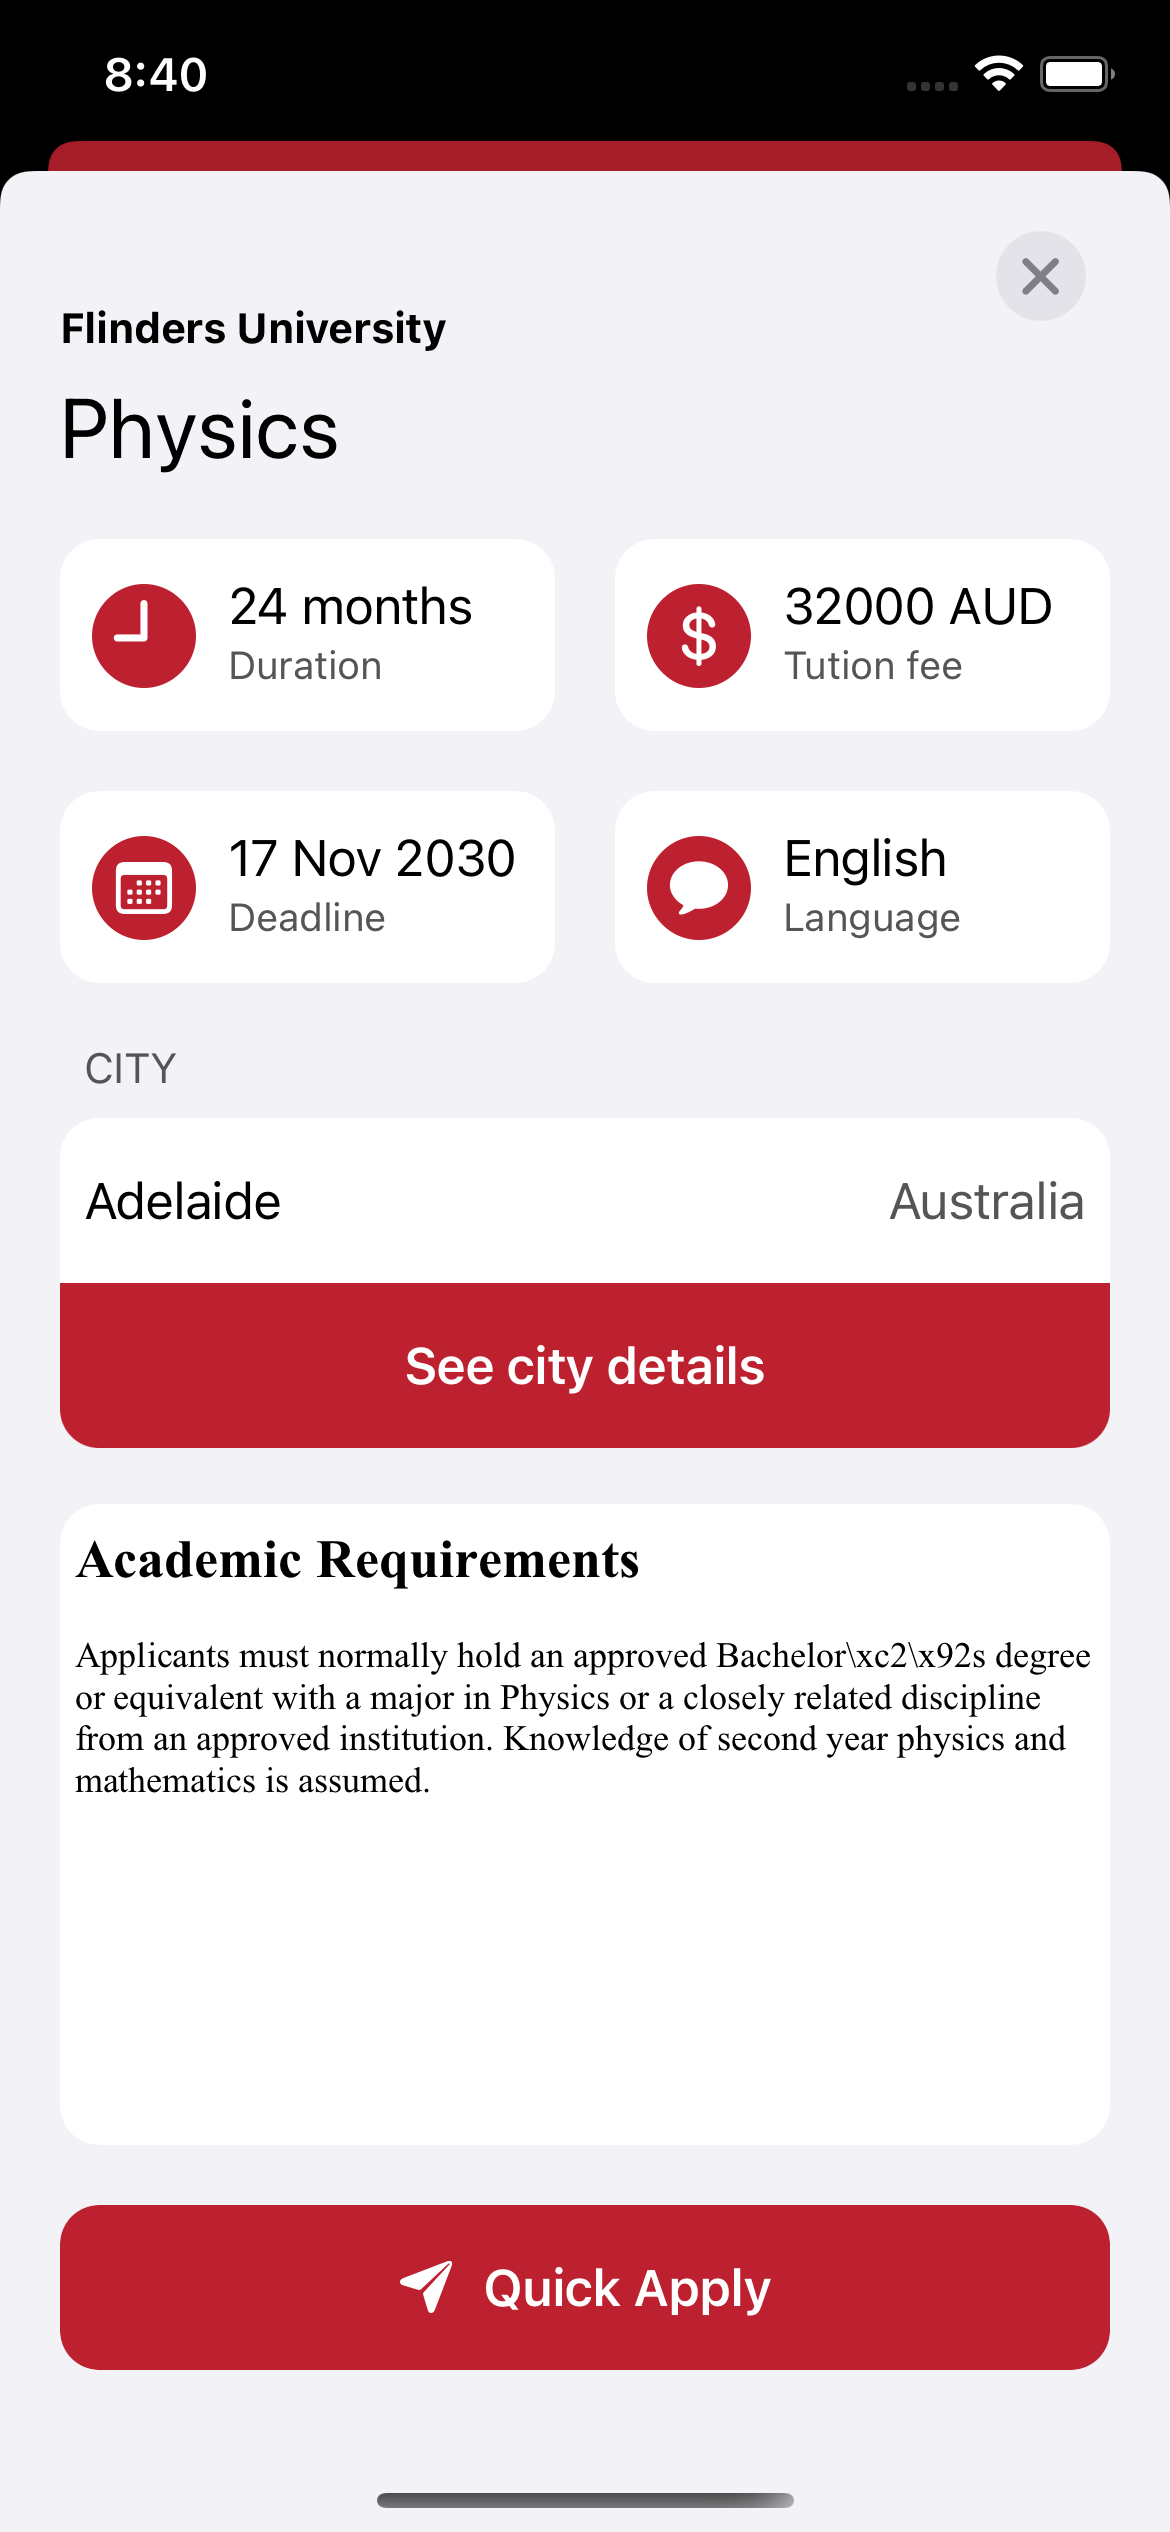 8:40
Flinders University
Physics
24 months
Duration
32000 AUD
Tution fee
17 Nov 2030
Deadline
English
Language
CITY
Adelaide
Australia
See city details
Academic Requirements
Applicants must normally hold an approved Bachelor\xc2\x92s degree
or equivalent with a major in Physics or a closely related discipline
from an approved institution. Knowledge of second year physics and
mathematics is assumed.
Quick Apply